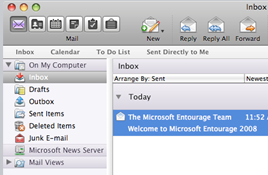 Inbox
Mail
New
Reply
Reply All
Forward
Inbox Calendar To Do List Sent Directly to Me
On My Computer
Inbox
Drafts
Outbox
Sent Items
Deleted Items
Junk E-mail
Microsoft News Server
Mail Views
Inbox
Arrange By: Sent Newest
Today
The Microsoft Entourage Team 11:52
Welcome to Microsoft Entourage 2008